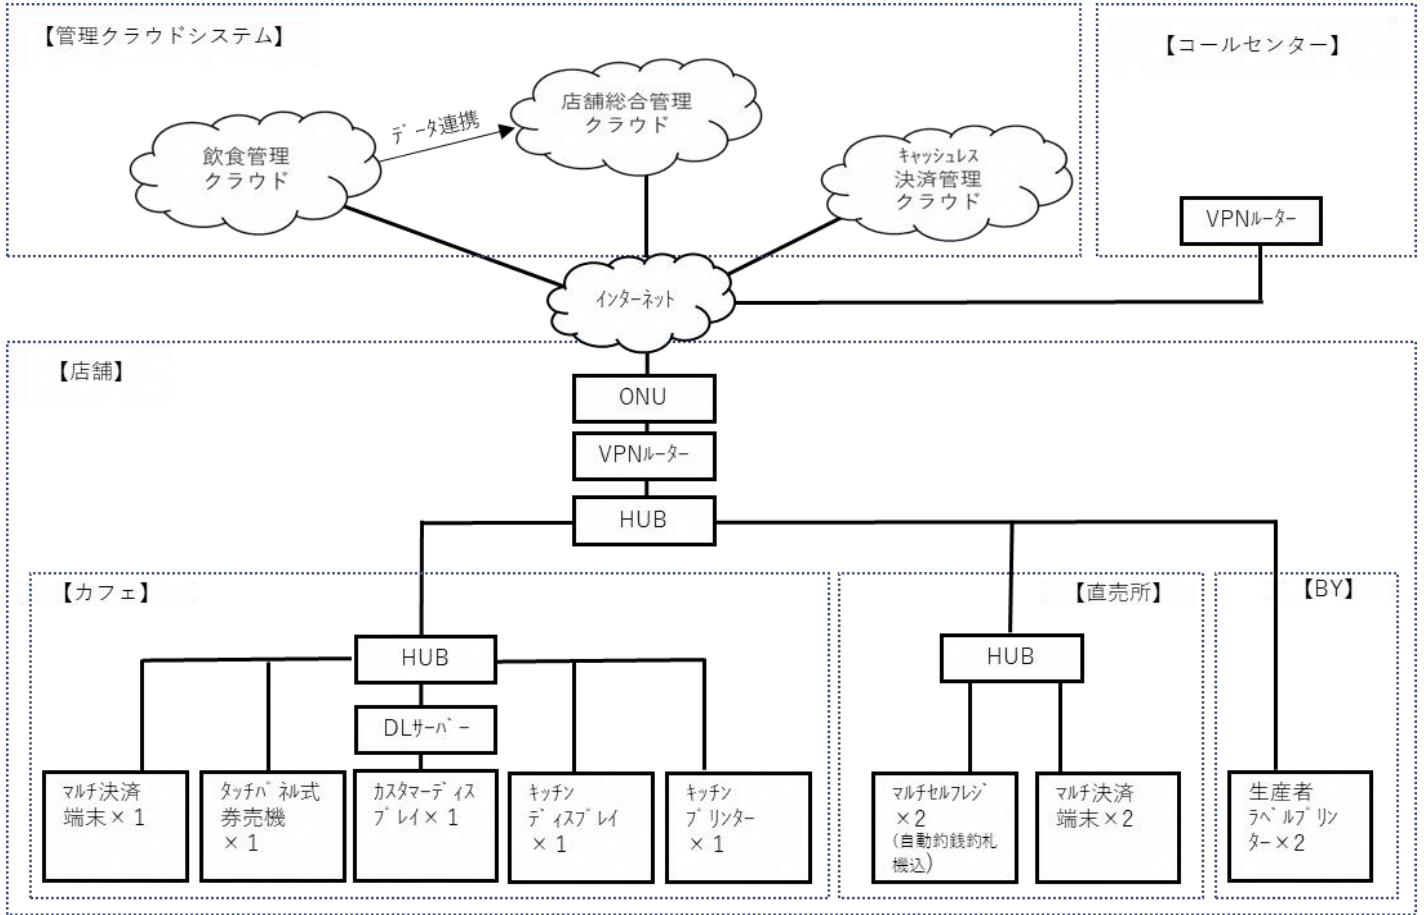 【管理クラウドシステム】
【コールセンター】
店舗総合管理
クラウド
ﾃﾞｰﾀ連携
飲食管理
クラウド
ｷｬｯｼｭﾚｽ
決済管理
クラウド
VPNﾙｰﾀｰ
ｲﾝﾀｰﾈｯﾄ
【店舗】
ONU
VPNﾙｰﾀｰ
HUB
【カフェ】
HUB
DLｻｰﾊﾞｰ
ﾏﾙﾁ決済
端末×1
ﾀｯﾁﾊﾟﾈﾙ式
券売機
×1
ｶｽﾀﾏｰﾃﾞｨｽ
ﾌﾟﾚｲ×1
ｷｯﾁﾝ
ﾃﾞｨｽﾌﾟﾚｲ
×1
ｷｯﾁﾝ
ﾌﾟﾘﾝﾀｰ
×1
【直売所】
HUB
ﾏﾙﾁｾﾙﾌﾚｼﾞ
×2
(自動釣銭釣札
機込)
ﾏﾙﾁ決済
端末×2
【BY】
生産者
ﾗﾍﾞﾙﾌﾟﾘﾝ
ﾀｰ×2